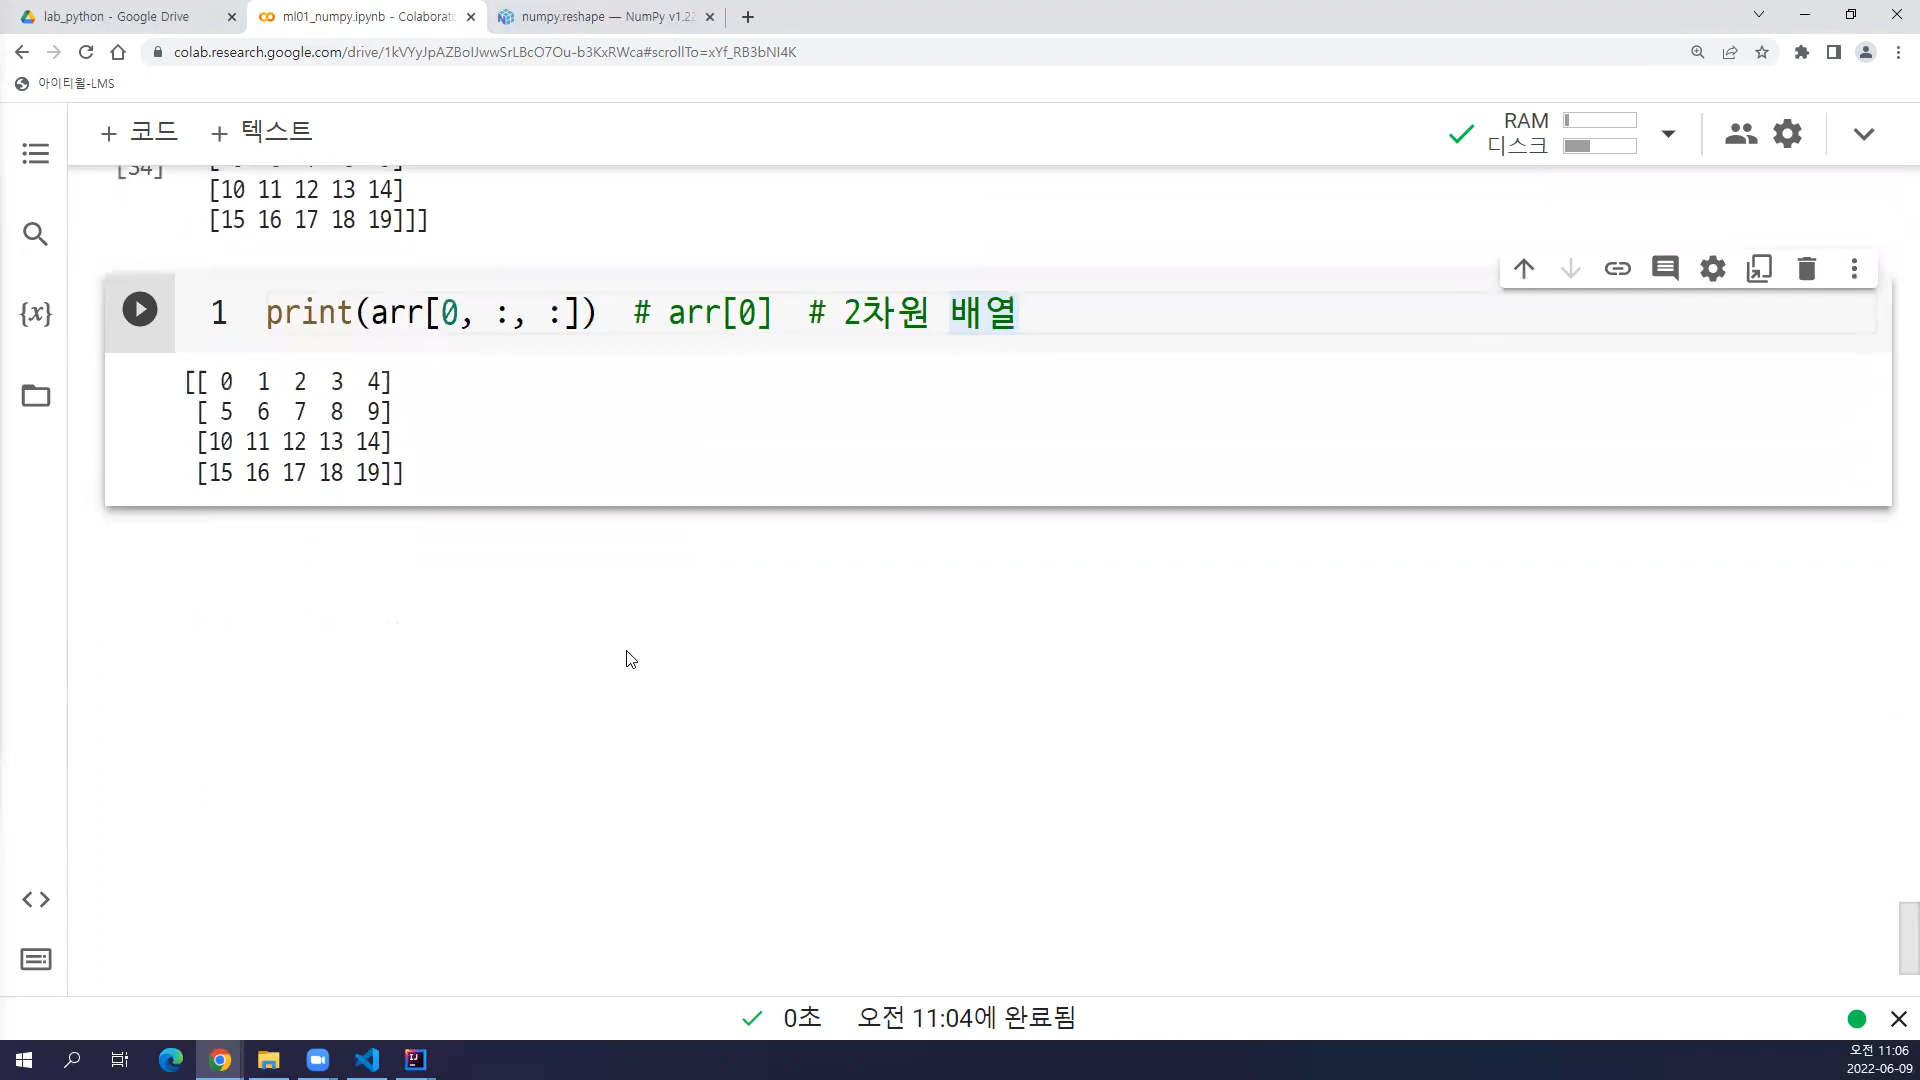 lab_python - Google Drive
ml01_numpy.ipynb - Colaborato
numpy.reshape — NumPy v1.22
colab.research.google.com/drive/1kVYyJpAZBolJwwSrLBcO7Ou-b3KxRWca#scrollTo=xYf_RB3bNI4K
아이티윌-LMS
+ 코드 + 텍스트
RAM
디스크
[34]
[10 11 12 13 14]
[15 16 17 18 19]]]
{x}
1 print(arr[0, :, :]) # arr[0] # 2차원 배열
[[ 0 1 2 3 4]
[ 5 6 7 8 9]
[10 11 12 13 14]
[15 16 17 18 19]]
0초 오전 11:04에 완료됨
오전 11:06
2022-06-09